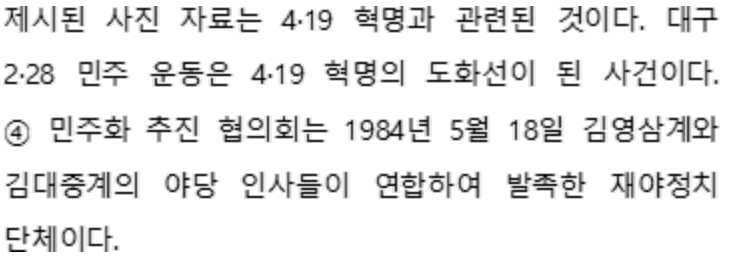 제시된 사진 자료는 4·19 혁명과 관련된 것이다. 대구
2·28 민주 운동은 4·19 혁명의 도화선이 된 사건이다.
④ 민주화 추진 협의회는 1984년 5월 18일 김영삼계와
김대중계의 야당 인사들이 연합하여 발족한 재야정치
단체이다.